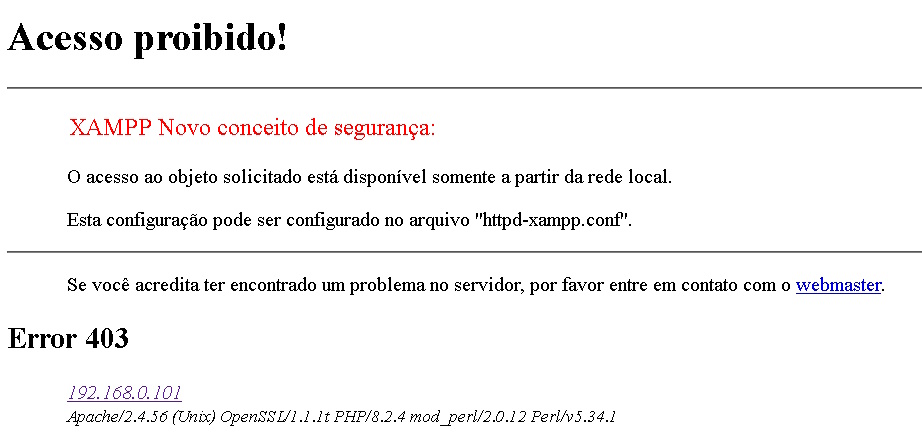 Acesso proibido!
XAMPP Novo conceito de segurança:
O acesso ao objeto solicitado está disponível somente a partir da rede local.
Esta configuração pode ser configurado no arquivo "httpd-xampp.conf".
Se você acredita ter encontrado um problema no servidor, por favor entre em contato com o webmaster.
Error 403
192.168.0.101
Apache/2.4.56 (Unix) OpenSSL/1.1.1t PHP/8.2.4 mod_perl/2.0.12 Perl/v5.34.1